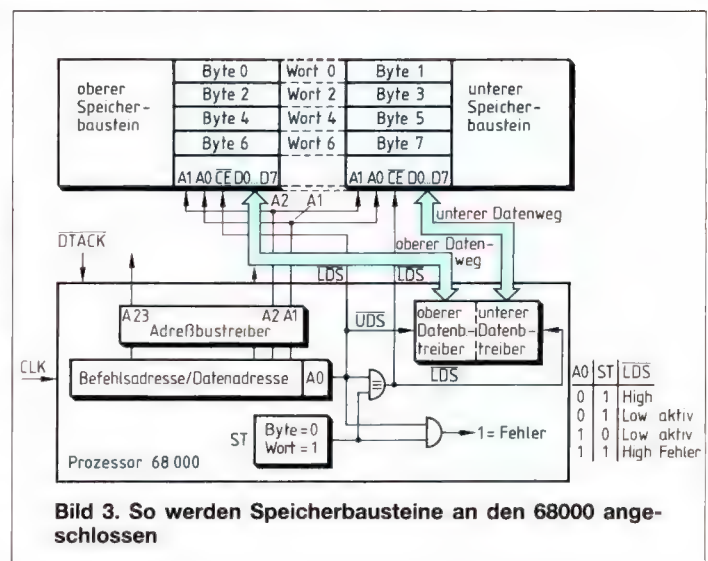 oberer Speicher-baustein
Byte 0 Wort 0 Byte 1
Byte 2 Wort 2 Byte 3
Byte 4 Wort 4 Byte 5
Byte 6 Wort 6 Byte 7
unterer Speicher-baustein
A1 A0 CE D0 D7
A1 A0 CE D0 D7
A2 A1
unterer Datenweg
oberer Daten-weg
DTACK
LDS LDS
A23 A2 A1
Adreßbustreiber
UDS
oberer Datenb-treiber
unterer Datenb-treiber
CLK
Befehlsadresse/Datenadresse A0
LDS
≡
ST
Byte = 0
Wort = 1
1 = Fehler
Prozessor 68 000
A0 ST LDS
0 1 High
0 1 Low aktiv
1 0 Low aktiv
1 1 High Fehler
Bild 3. So werden Speicherbausteine an den 68000 ange-
schlossen